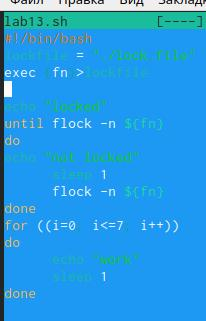 Файл Правка Вид Заклад
lab13.sh [----]
#!/bin/bash
lockfile = "./lock.file"
exec {fn}>lockfile
echo "locked"
until flock -n ${fn}
do
echo "not locked"
sleep 1
flock -n ${fn}
done
for ((i=0 i<=7 i++))
do
echo "work"
sleep 1
done